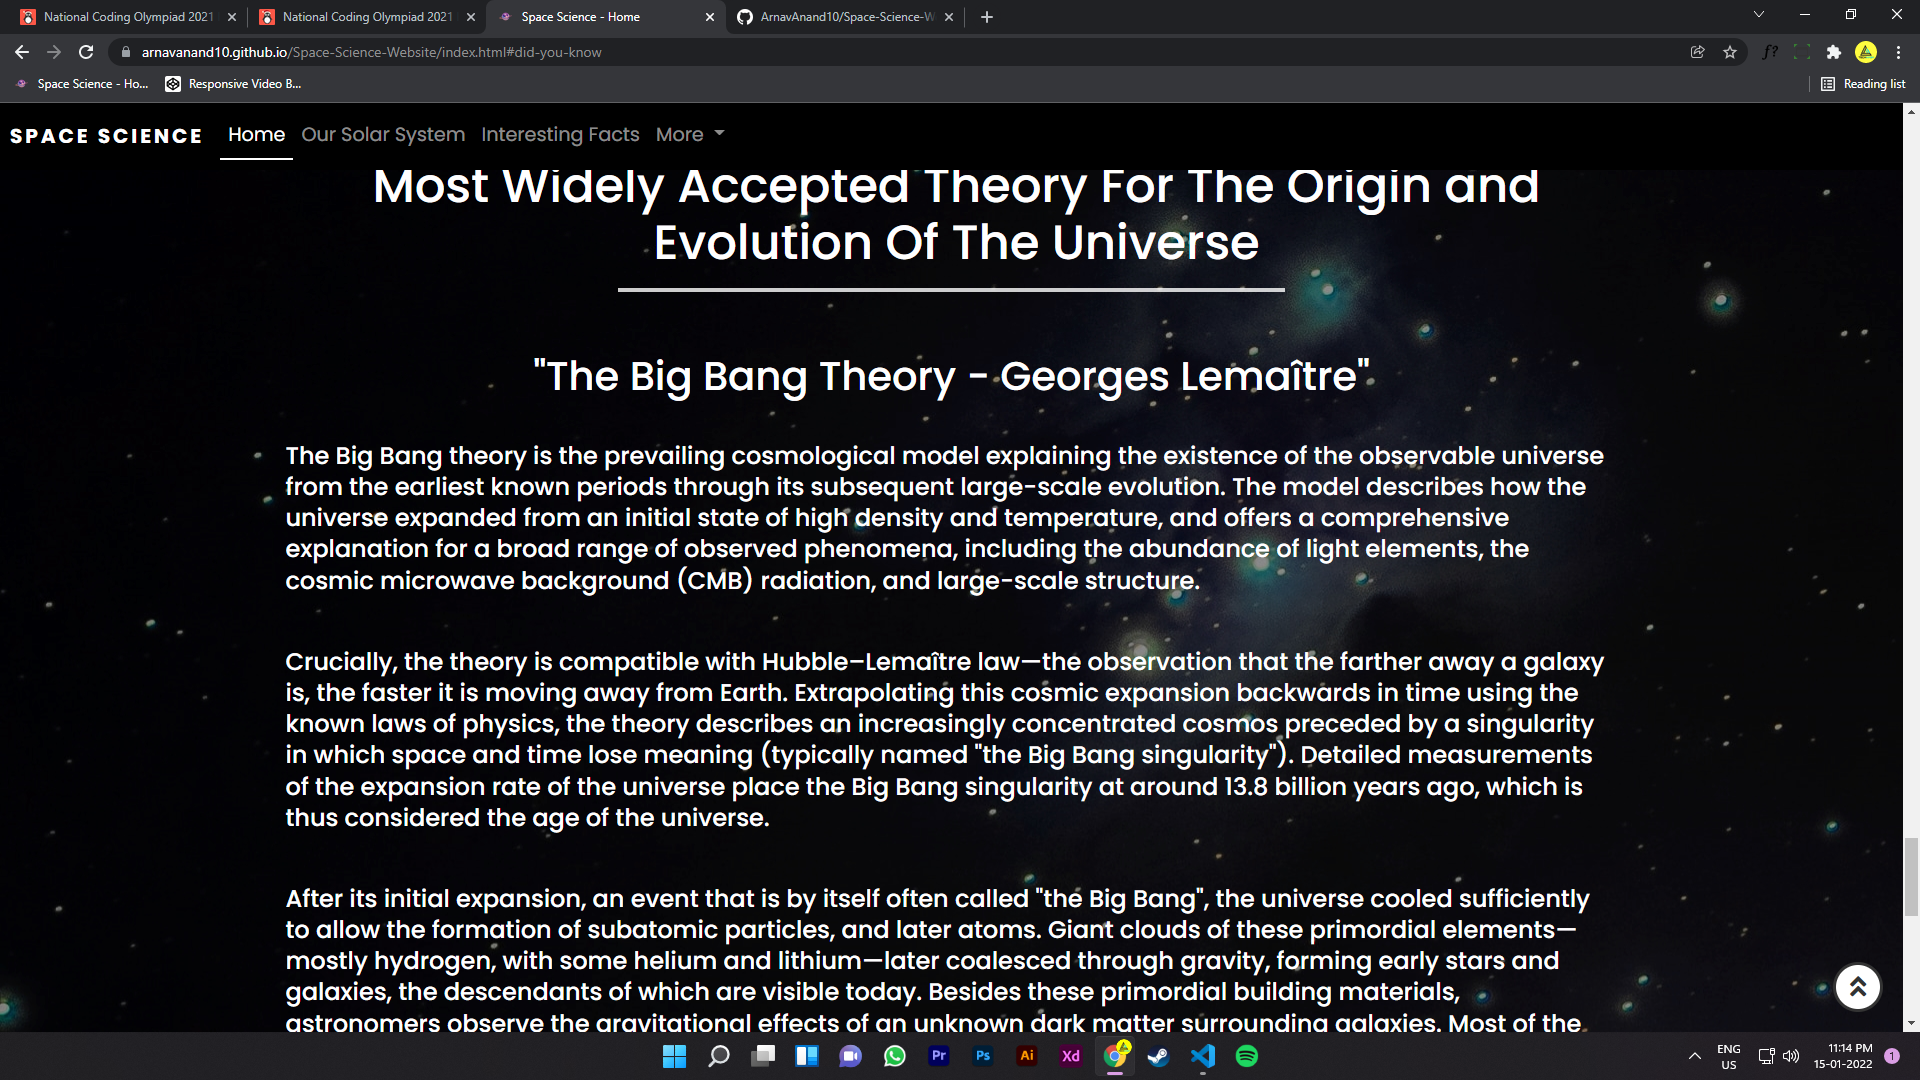 National Coding Olympiad 2021
National Coding Olympiad 2021
Space Science - Home
ArnavAnand10/Space-Science-W
arnavanand10.github.io/Space-Science-Website/index.html#did-you-know
f?
Space Science - Ho...
Responsive Video B...
Reading list
SPACE SCIENCE
Home
Our Solar System
Interesting Facts
More
Most Widely Accepted Theory For The Origin and
Evolution Of The Universe
"The Big Bang Theory - Georges Lemaître"
The Big Bang theory is the prevailing cosmological model explaining the existence of the observable universe
from the earliest known periods through its subsequent large-scale evolution. The model describes how the
universe expanded from an initial state of high density and temperature, and offers a comprehensive
explanation for a broad range of observed phenomena, including the abundance of light elements, the
cosmic microwave background (CMB) radiation, and large-scale structure.
Crucially, the theory is compatible with Hubble–Lemaître law—the observation that the farther away a galaxy
is, the faster it is moving away from Earth. Extrapolating this cosmic expansion backwards in time using the
known laws of physics, the theory describes an increasingly concentrated cosmos preceded by a singularity
in which space and time lose meaning (typically named "the Big Bang singularity"). Detailed measurements
of the expansion rate of the universe place the Big Bang singularity at around 13.8 billion years ago, which is
thus considered the age of the universe.
After its initial expansion, an event that is by itself often called "the Big Bang", the universe cooled sufficiently
to allow the formation of subatomic particles, and later atoms. Giant clouds of these primordial elements—
mostly hydrogen, with some helium and lithium—later coalesced through gravity, forming early stars and
galaxies, the descendants of which are visible today. Besides these primordial building materials,
astronomers observe the gravitational effects of an unknown dark matter surrounding galaxies. Most of the
Pr
Ps
Ai
Xd
ENG
US
11:14 PM
15-01-2022
1